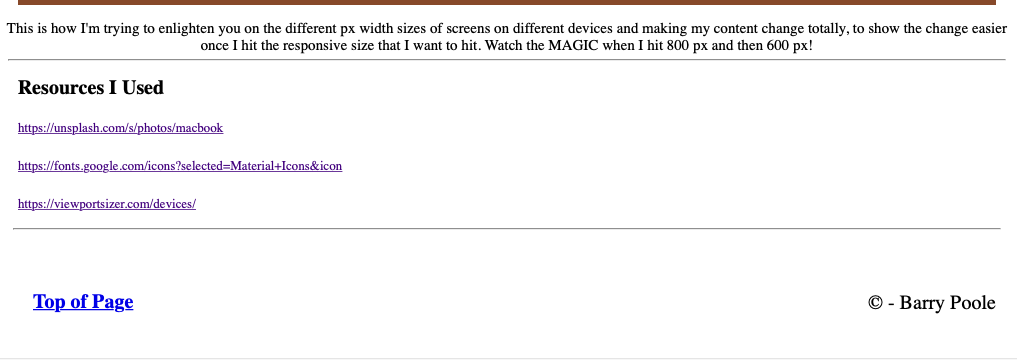 This is how I'm trying to enlighten you on the different px width sizes of screens on different devices and making my content change totally, to show the change easier
once I hit the responsive size that I want to hit. Watch the MAGIC when I hit 800 px and then 600 px!
Resources I Used
https://unsplash.com/s/photos/macbook
https://fonts.google.com/icons?selected=Material+Icons&icon
https://viewportsizer.com/devices/
Top of Page
© - Barry Poole